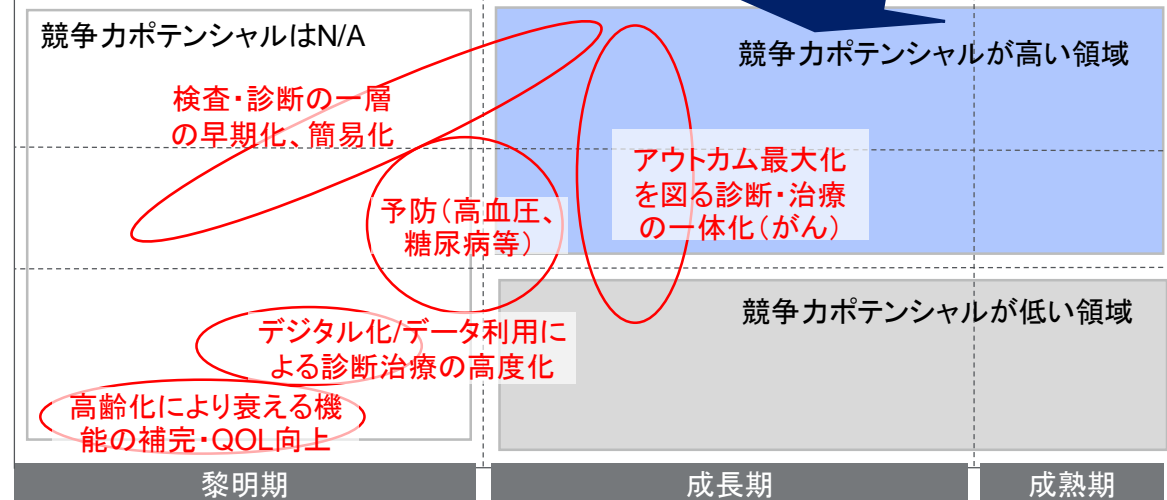 競争力ポテンシャルはN/A
競争力ポテンシャルが高い領域
検査・診断の一層
の早期化、簡易化
アウトカム最大化
を図る診断・治療
の一体化(がん)
予防(高血圧、
糖尿病等)
競争力ポテンシャルが低い領域
デジタル化/データ利用に
よる診断治療の高度化
高齢化により衰える機
能の補完・QOL向上
黎明期
成長期
成熟期